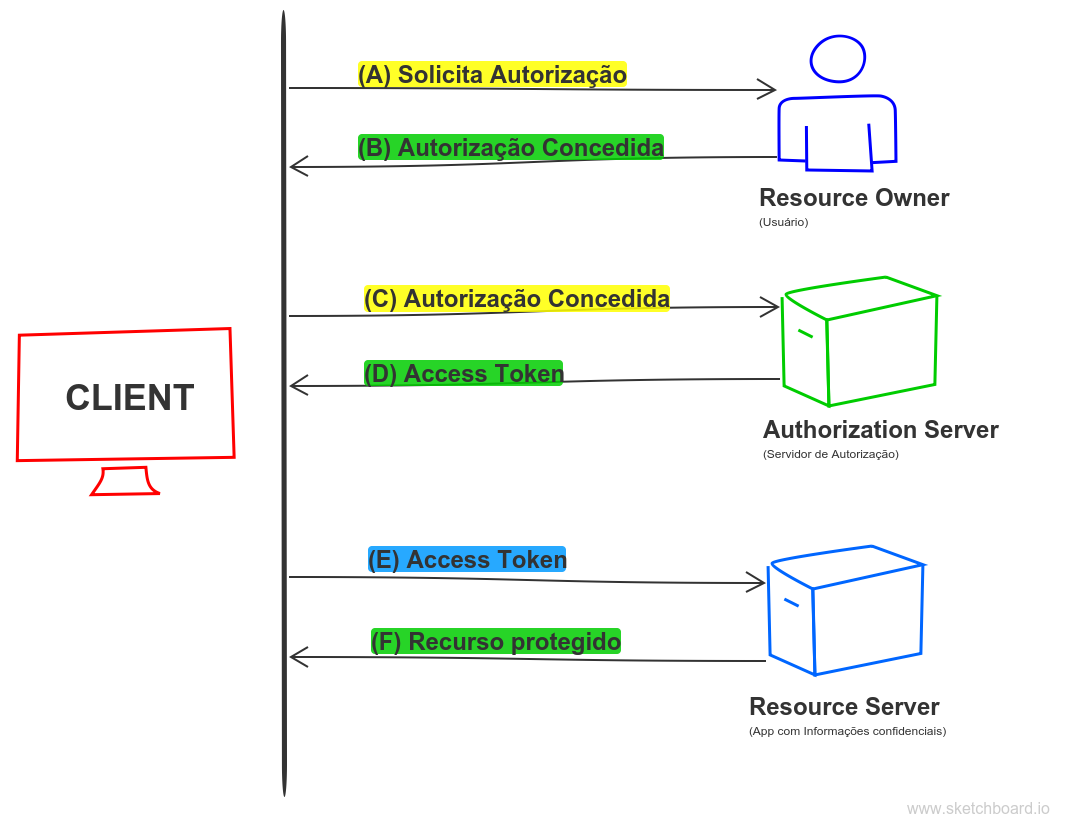 (A) Solicita Autorização
(B) Autorização Concedida
Resource Owner
(Usuário)
(C) Autorização Concedida
(D) Access Token
CLIENT
Authorization Server
(Servidor de Autorização)
(E) Access Token
(F) Recurso protegido
Resource Server
(App com Informações confidenciais)
www.sketchboard.io